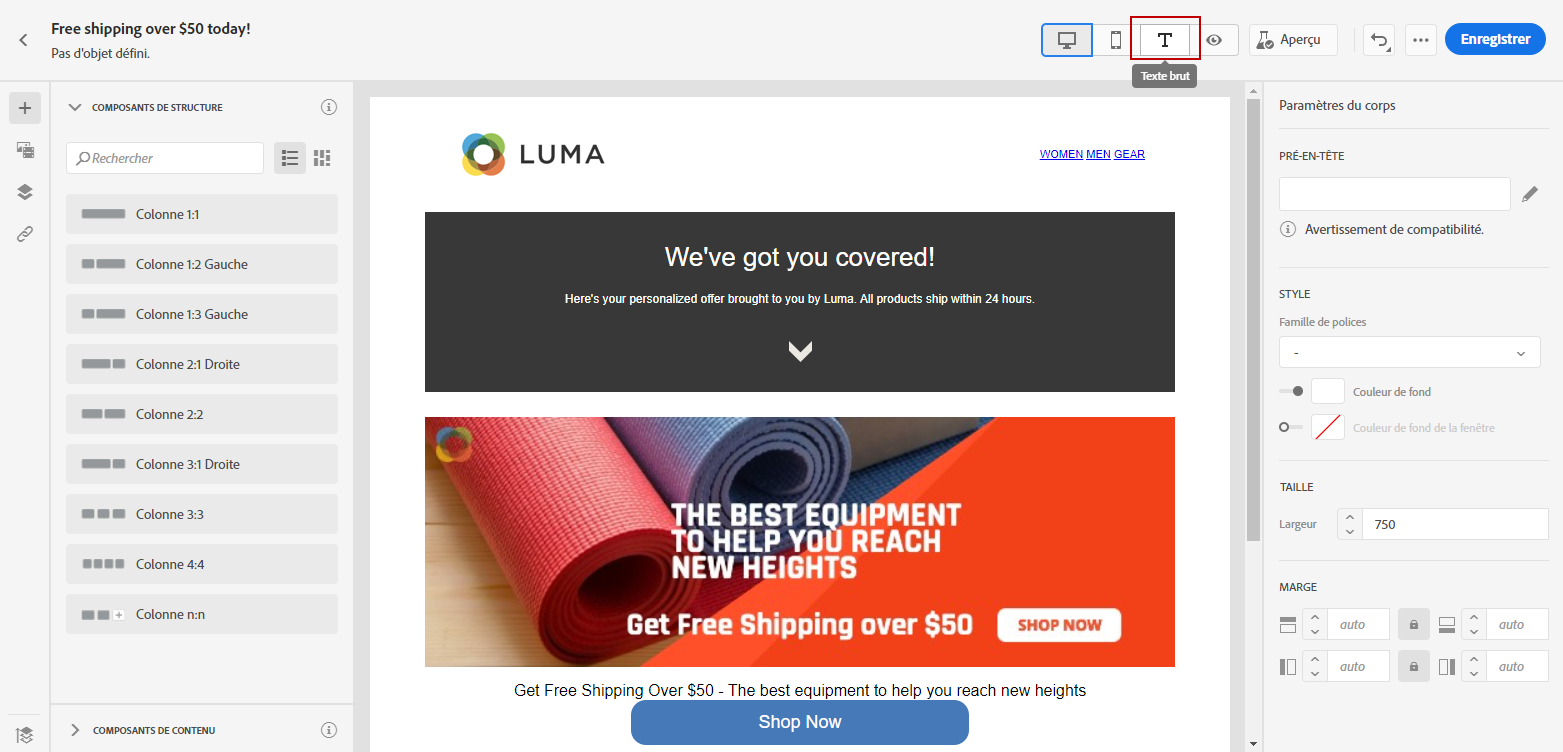 Free shipping over $50 today!
Pas d'objet défini.
T
Aperçu
Enregistrer
Texte brut
COMPOSANTS DE STRUCTURE
Rechercher
Colonne 1:1
Colonne 1:2 Gauche
Colonne 1:3 Gauche
Colonne 2:1 Droite
Colonne 2:2
Colonne 3:1 Droite
Colonne 3:3
Colonne 4:4
Colonne n:n
COMPOSANTS DE CONTENU
LUMA
WOMEN MEN GEAR
We've got you covered!
Here's your personalized offer brought to you by Luma. All products ship within 24 hours.
THE BEST EQUIPMENT
TO HELP YOU REACH
NEW HEIGHTS
Get Free Shipping over $50
SHOP NOW
Get Free Shipping Over $50 - The best equipment to help you reach new heights
Shop Now
Paramètres du corps
PRÉ-EN-TÊTE
Avertissement de compatibilité.
STYLE
Famille de polices
-
Couleur de fond
Couleur de fond de la fenêtre
TAILLE
Largeur
750
MARGE
auto
auto
auto
auto